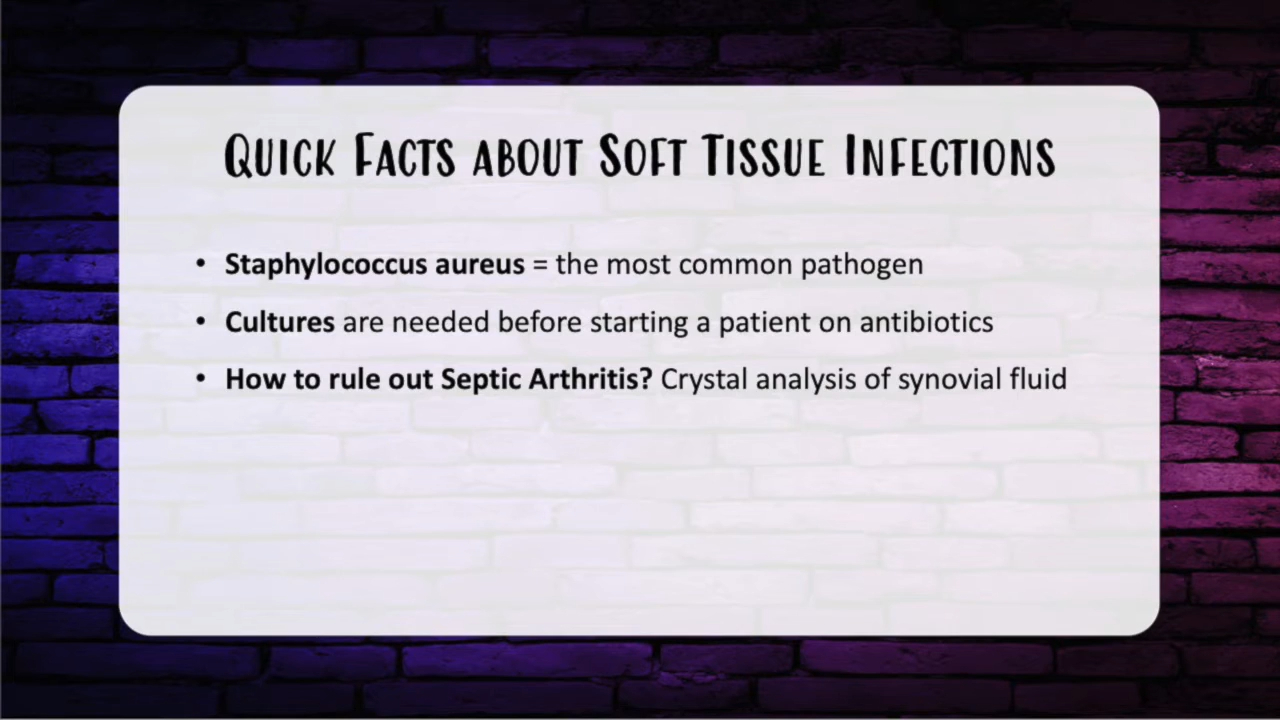 Quick Facts about Soft Tissue Infections
• Staphylococcus aureus = the most common pathogen
• Cultures are needed before starting a patient on antibiotics
• How to rule out Septic Arthritis? Crystal analysis of synovial fluid